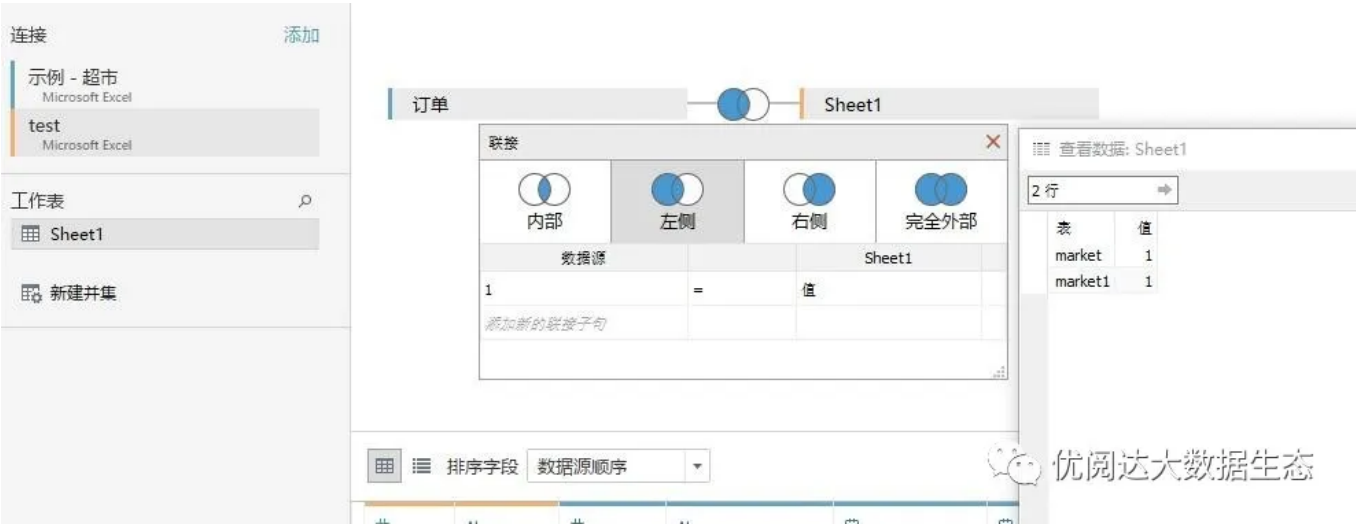 连接
添加
示例 - 超市
Microsoft Excel
test
Microsoft Excel
工作表
Sheet1
新建并集
订单
Sheet1
联接
内部
左侧
右侧
完全外部
数据源
Sheet1
1
=
值
添加新的联接子句
查看数据: Sheet1
2 行
表 值
market 1
market1 1
排序字段
数据源顺序
优阅达大数据生态